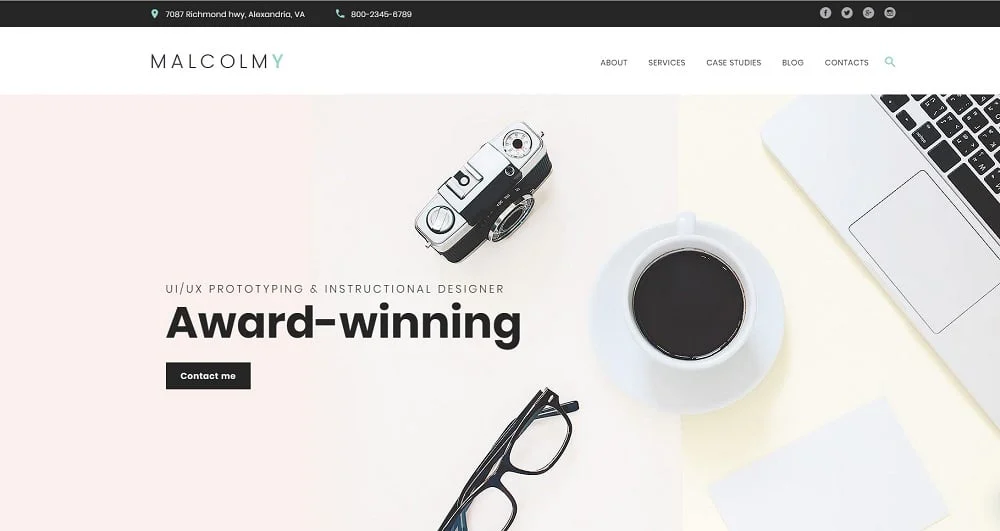 7087 Richmond hwy, Alexandria, VA 800-2345-6789
MALCOLMY
ABOUT SERVICES CASE STUDIES BLOG CONTACTS
UI/UX PROTOTYPING & INSTRUCTIONAL DESIGNER
Award-winning
Contact me